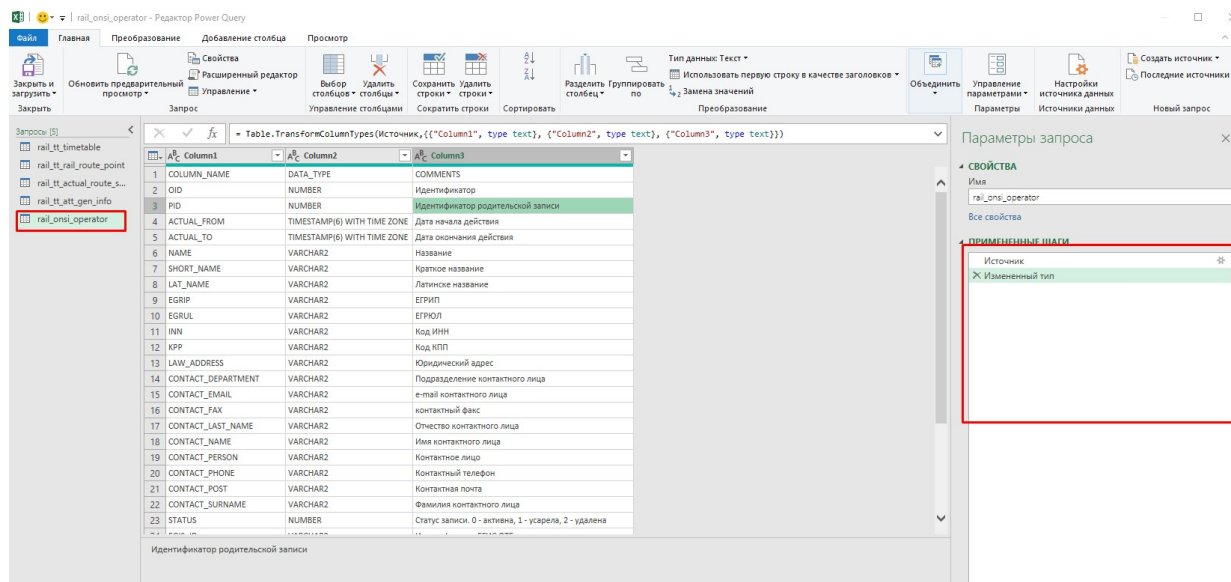 rail_onsi_operator - Редактор Power Query
Файл Главная Преобразование Добавление столбца Просмотр
Закрыть и загрузить
Обновить предварительный просмотр
Свойства
Расширенный редактор
Управление
Выбор столбцов
Удалить столбцы
Сохранить строки
Удалить строки
Разделить столбец
Группировать по
Тип данных: Текст
Использовать первую строку в качестве заголовков
Замена значений
Объединить
Управление параметрами
Настройки источника данных
Создать источник
Последние источники
Закрыть Запрос Управление столбцами Сократить строки Сортировать Преобразование Параметры Источники данных Новый запрос
Запросы [5]
rail_tt_timetable
rail_tt_rail_route_point
rail_tt_actual_route_s...
rail_tt_att_gen_info
rail_onsi_operator
fx = Table.TransformColumnTypes(Источник,{{"Column1", type text}, {"Column2", type text}, {"Column3", type text}})
ABC Column1 ABC Column2 ABC Column3
1 COLUMN_NAME DATA_TYPE COMMENTS
2 OID NUMBER Идентификатор
3 PID NUMBER Идентификатор родительской записи
4 ACTUAL_FROM TIMESTAMP(6) WITH TIME ZONE Дата начала действия
5 ACTUAL_TO TIMESTAMP(6) WITH TIME ZONE Дата окончания действия
6 NAME VARCHAR2 Название
7 SHORT_NAME VARCHAR2 Краткое название
8 LAT_NAME VARCHAR2 Латинске название
9 EGRIP VARCHAR2 ЕГРИП
10 EGRUL VARCHAR2 ЕГРЮЛ
11 INN VARCHAR2 Код ИНН
12 KPP VARCHAR2 Код КПП
13 LAW_ADDRESS VARCHAR2 Юридический адрес
14 CONTACT_DEPARTMENT VARCHAR2 Подразделение контактного лица
15 CONTACT_EMAIL VARCHAR2 e-mail контактного лица
16 CONTACT_FAX VARCHAR2 контактный факс
17 CONTACT_LAST_NAME VARCHAR2 Отчество контактного лица
18 CONTACT_NAME VARCHAR2 Имя контактного лица
19 CONTACT_PERSON VARCHAR2 Контактное лицо
20 CONTACT_PHONE VARCHAR2 Контактный телефон
21 CONTACT_POST VARCHAR2 Контактная почта
22 CONTACT_SURNAME VARCHAR2 Фамилия контактного лица
23 STATUS NUMBER Статус записи. 0 - активна, 1 - усарела, 2 - удалена
Идентификатор родительской записи
Параметры запроса
СВОЙСТВА
Имя
rail_onsi_operator
Все свойства
ПРИМЕНЕННЫЕ ШАГИ
Источник
Измененный тип